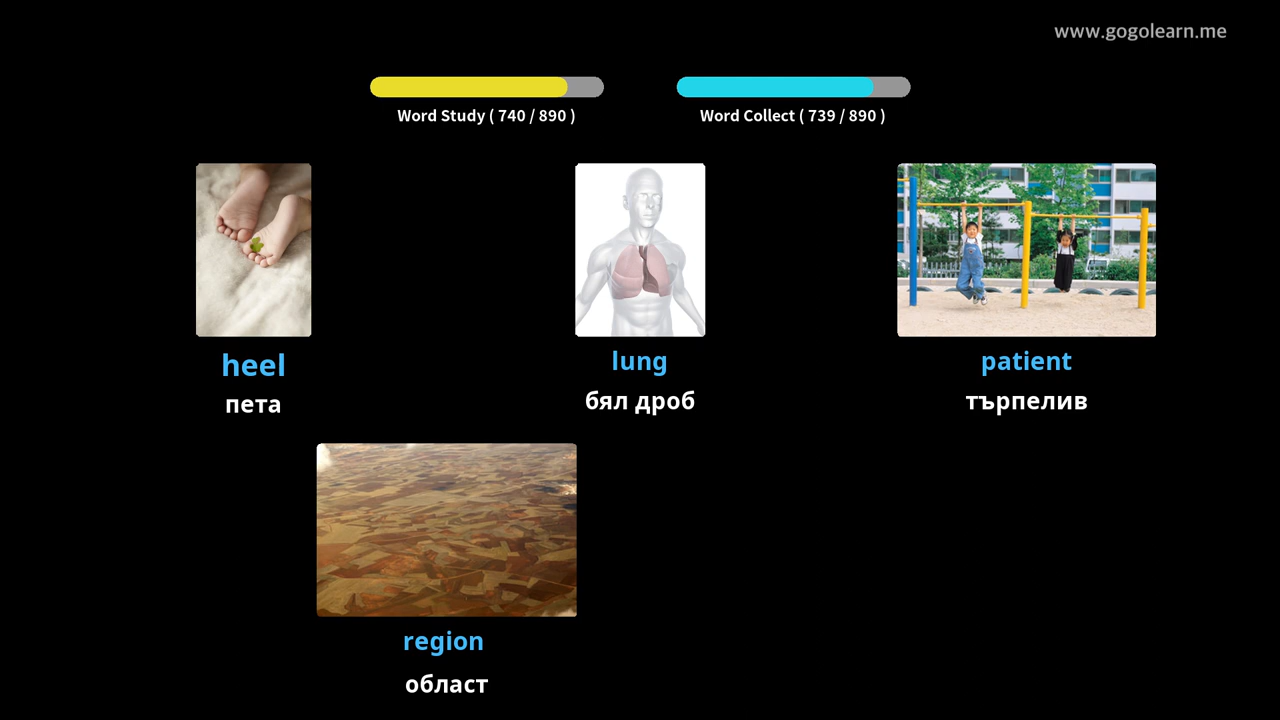 www.gogolearn.me
Word Study ( 740 / 890 )
Word Collect ( 739 / 890 )
heel
пета
lung
бял дроб
patient
търпелив
region
област